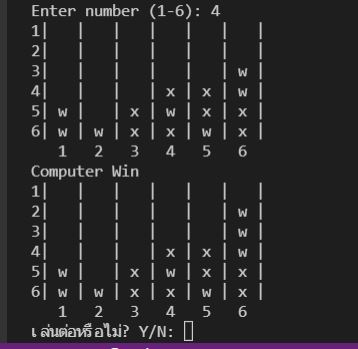 Enter number (1-6): 4
1|   |   |   |   |   |   |
2|   |   |   |   |   |   |
3|   |   |   |   |   | w |
4|   |   |   | x | x | w |
5| w |   | x | w | x | x |
6| w | w | x | x | w | x |
   1   2   3   4   5   6
Computer Win
1|   |   |   |   |   |   |
2|   |   |   |   |   | w |
3|   |   |   |   |   | w |
4|   |   |   | x | x | w |
5| w |   | x | w | x | x |
6| w | w | x | x | w | x |
   1   2   3   4   5   6
เล่นต่อหรือไม่? Y/N: